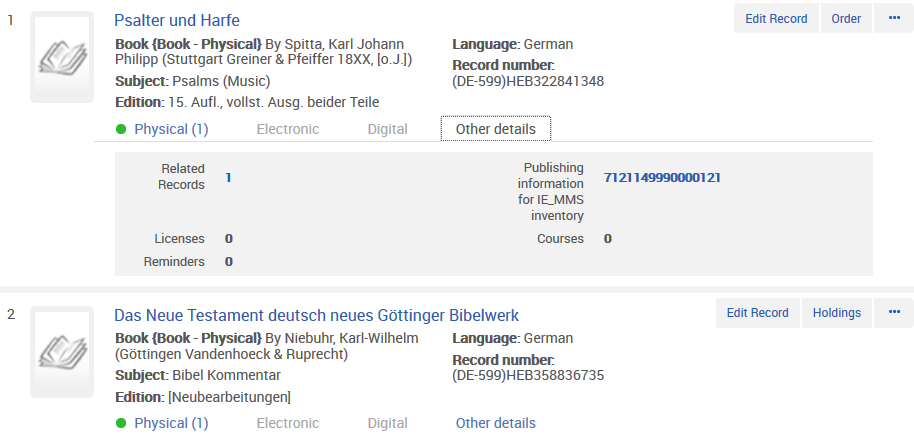 1
Psalter und Harfe
Edit Record Order ...
Book {Book - Physical} By Spitta, Karl Johann
Philipp (Stuttgart Greiner & Pfeiffer 18XX, [o.J.])
Subject: Psalms (Music)
Edition: 15. Aufl., vollst. Ausg. beider Teile
Language: German
Record number:
(DE-599)HEB322841348
Physical (1) Electronic Digital Other details
Related
Records
1
Publishing
information
for IE_MMS
inventory
7121149990000121
Licenses 0
Courses 0
Reminders 0
2
Das Neue Testament deutsch neues Göttinger Bibelwerk
Edit Record Holdings ...
Book {Book - Physical} By Niebuhr, Karl-Wilhelm
(Göttingen Vandenhoeck & Ruprecht)
Subject: Bibel Kommentar
Edition: [Neubearbeitungen]
Language: German
Record number:
(DE-599)HEB358836735
Physical (1) Electronic Digital Other details